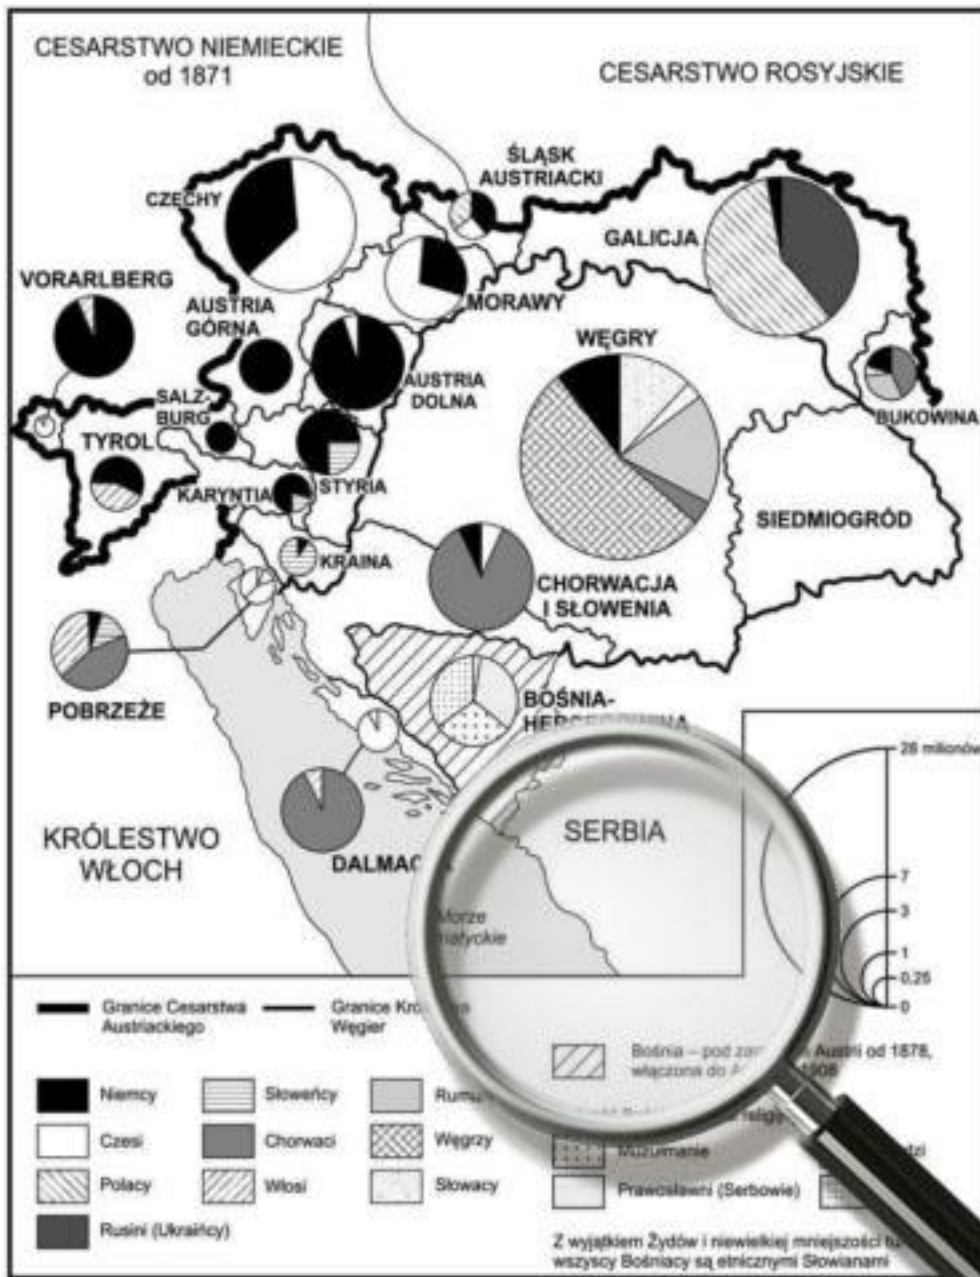 CESARSTWO NIEMIECKIE
od 1871
CESARSTWO ROSYJSKIE
ŚLĄSK
AUSTRIACKI
CZECHY
GALICJA
VORARLBERG
AUSTRIA
GÓRNA
MORAWY
WĘGRY
AUSTRIA
DOLNA
SALZ-
BURG
BUKOWINA
TYROL
KARYNTIA
STYRIA
SIEDMIOGRÓD
KRAINA
CHORWACJA
I SŁOWENIA
POBRZEŻE
BOŚNIA-
HERCEGOWINA
28 milionów
KRÓLESTWO
WŁOCH
SERBIA
DALMAC
7
3
Morze
1
0.25
0
Granice Cesarstwa
Austriackiego
Granice
Węgier
Bośnia – pod Austrii od 1878,
włączona do
Niemcy
Słoweńcy
Czesi
Chorwaci
Węgrzy
Muzułmanie
Polacy
Włosi
Słowacy
Prawosławni (Serbowie)
Rusini (Ukraińcy)
Z wyjątkiem Żydów i niewielkiej mniejszości
wszyscy Bośniacy są etnicznymi Słowianami